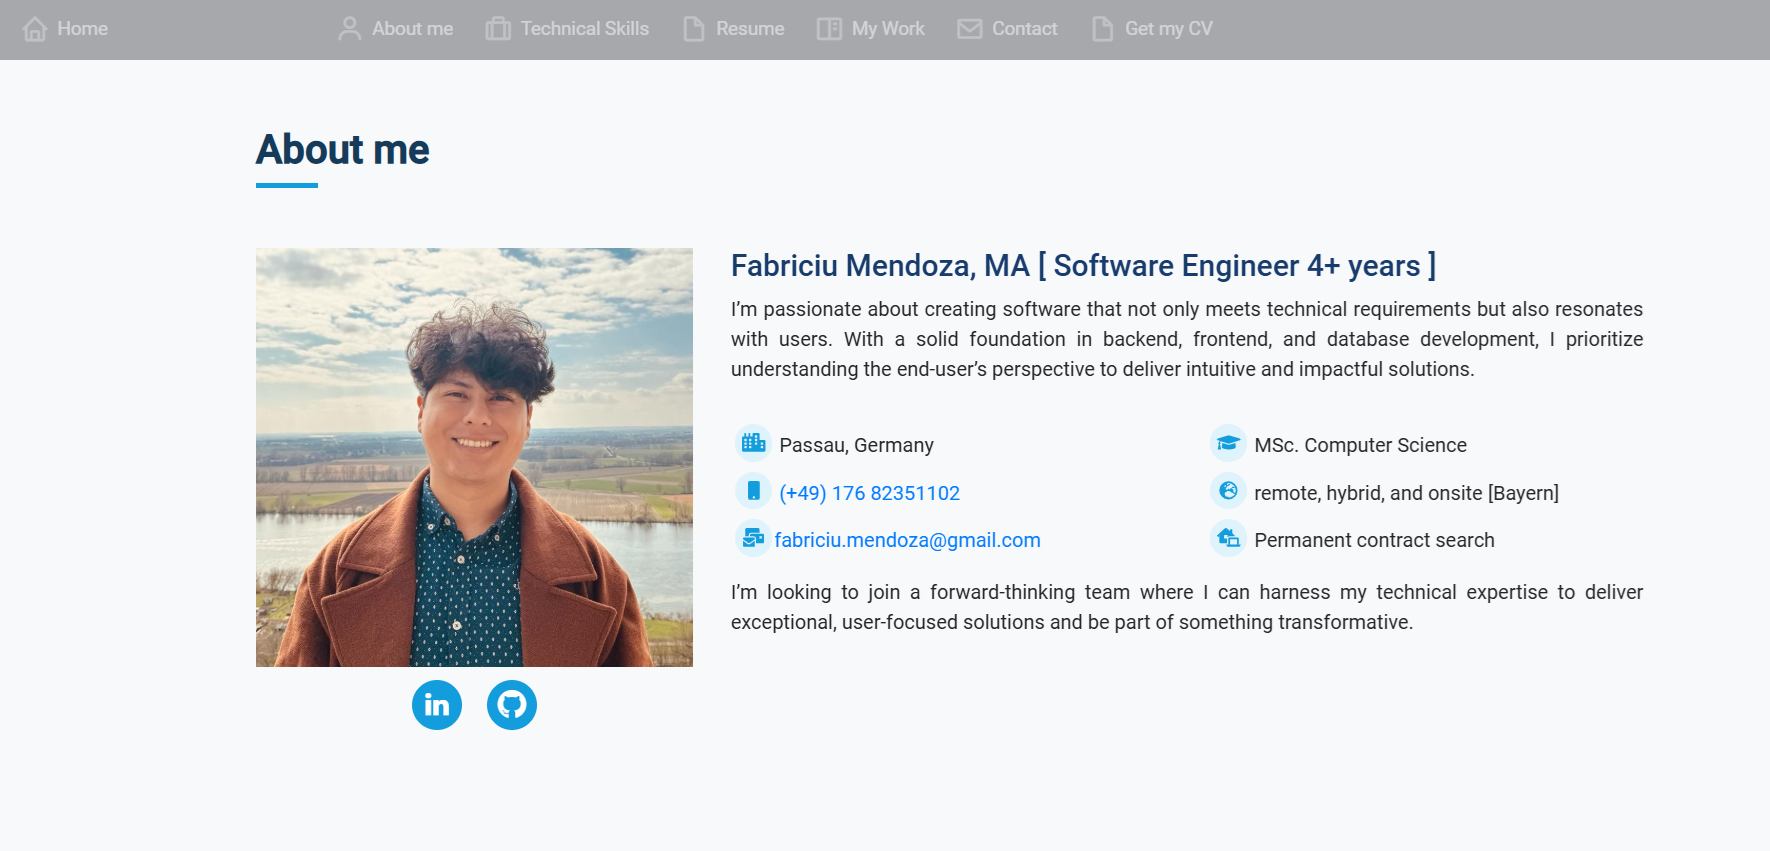 Home
About me
Technical Skills
Resume
My Work
Contact
Get my CV
About me
Fabriciu Mendoza, MA [ Software Engineer 4+ years ]
I’m passionate about creating software that not only meets technical requirements but also resonates
with users. With a solid foundation in backend, frontend, and database development, I prioritize
understanding the end-user’s perspective to deliver intuitive and impactful solutions.
Passau, Germany
MSc. Computer Science
(+49) 176 82351102
remote, hybrid, and onsite [Bayern]
fabriciu.mendoza@gmail.com
Permanent contract search
I’m looking to join a forward-thinking team where I can harness my technical expertise to deliver
exceptional, user-focused solutions and be part of something transformative.
in